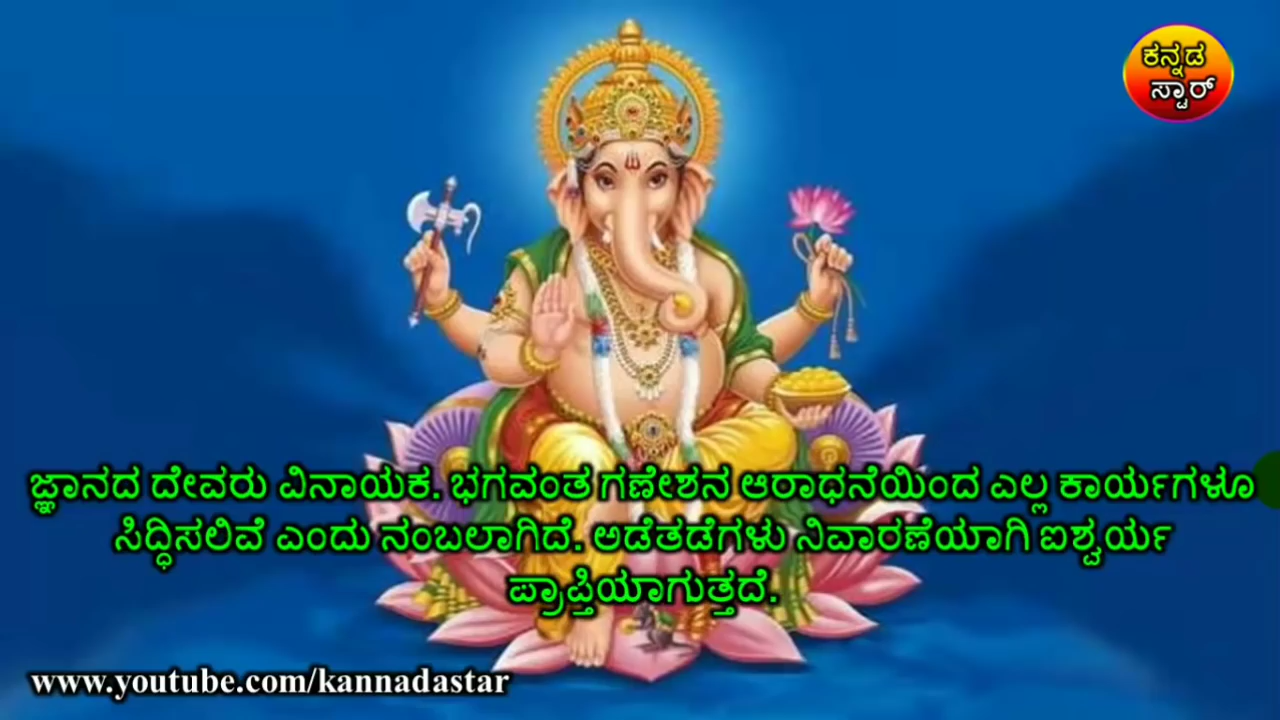 ಕನ್ನಡ
ಸ್ಟಾರ್
ಜ್ಞಾನದ ದೇವರು ವಿನಾಯಕ. ಭಗವಂತ ಗಣೇಶನ ಆರಾಧನೆಯಿಂದ ಎಲ್ಲ ಕಾರ್ಯಗಳೂ
ಸಿದ್ಧಿಸಲಿವೆ ಎಂದು ನಂಬಲಾಗಿದೆ. ಅಡೆತಡೆಗಳು ನಿವಾರಣೆಯಾಗಿ ಐಶ್ವರ್ಯ
ಪ್ರಾಪ್ತಿಯಾಗುತ್ತದೆ.
www.youtube.com/kannadastar